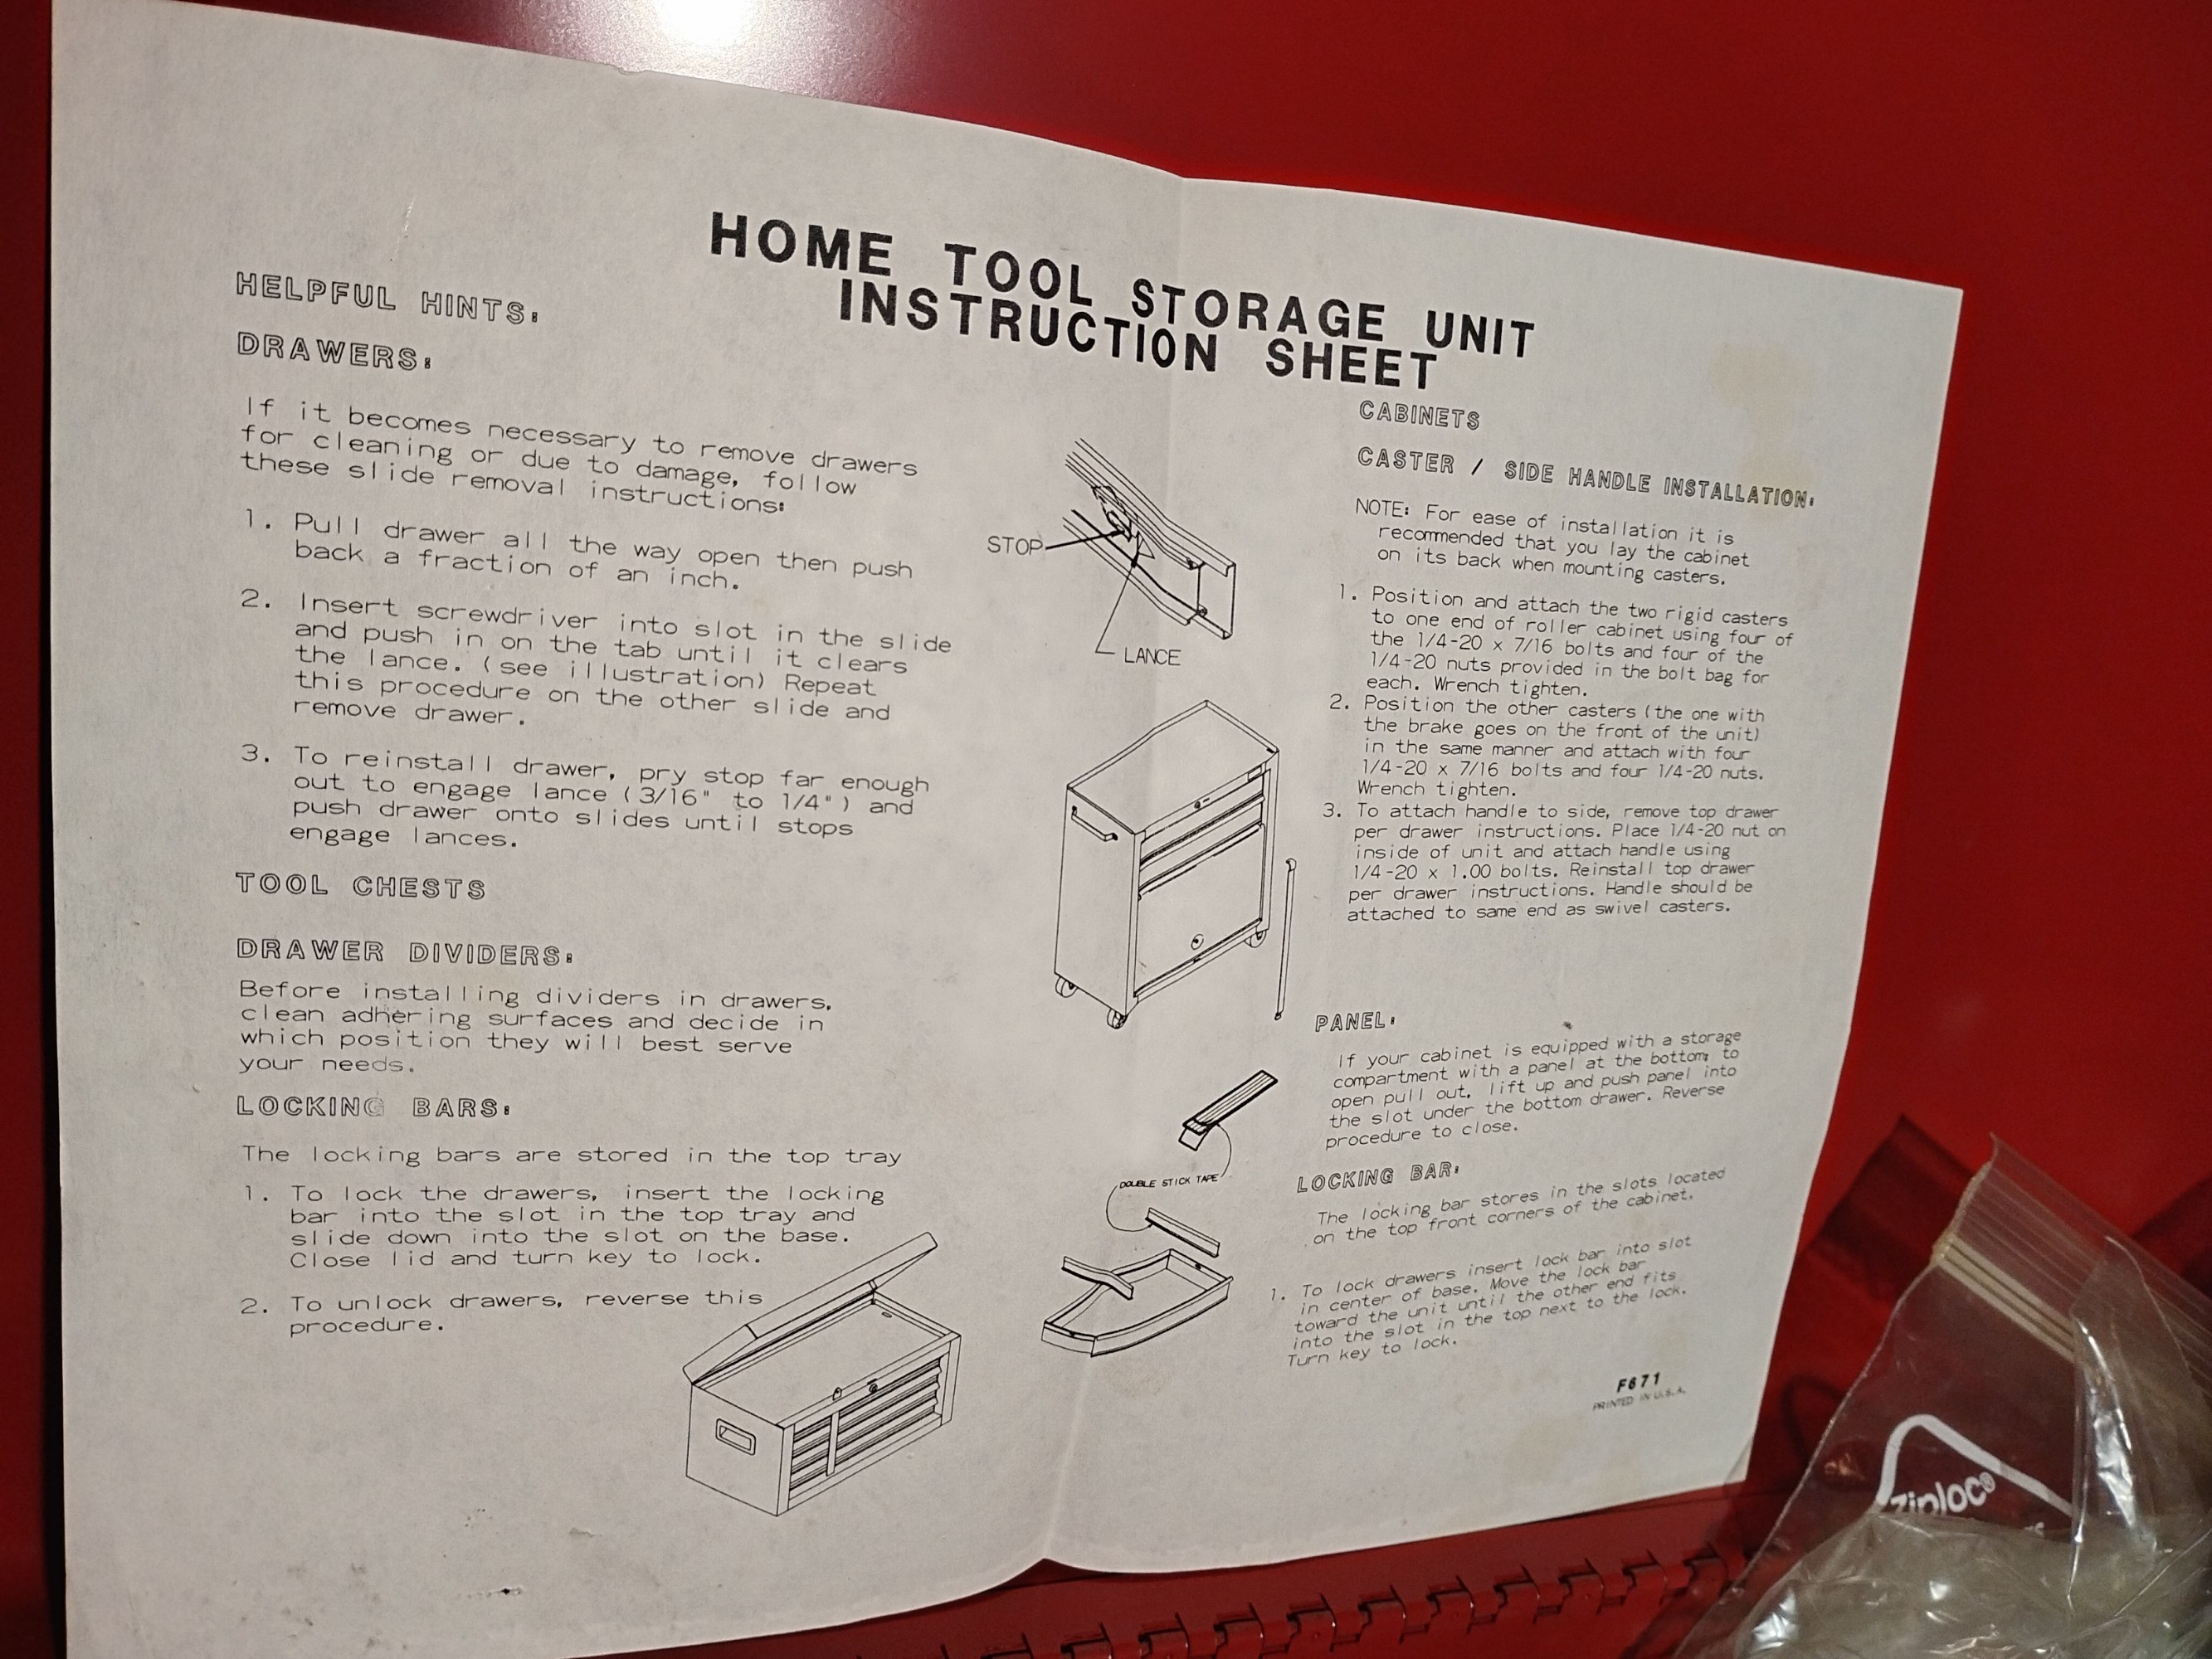 HOME TOOL STORAGE UNIT
INSTRUCTION SHEET
HELPFUL HINTS:
DRAWERS:
If it becomes necessary to remove drawers
for cleaning or due to damage, follow
these slide removal instructions:
1. Pull drawer all the way open then push
back a fraction of an inch.
2. Insert screwdriver into slot in the slide
and push in on the tab until it clears
the lance. (see illustration) Repeat
this procedure on the other slide and
remove drawer.
3. To reinstall drawer, pry stop far enough
out to engage lance (3/16" to 1/4") and
push drawer onto slides until stops
engage lances.
TOOL CHESTS
DRAWER DIVIDERS:
Before installing dividers in drawers,
clean adhering surfaces and decide in
which position they will best serve
your needs.
LOCKING BARS:
The locking bars are stored in the top tray
1. To lock the drawers, insert the locking
bar into the slot in the top tray and
slide down into the slot on the base.
Close lid and turn key to lock.
2. To unlock drawers, reverse this
procedure.
STOP
LANCE
DOUBLE STICK TAPE
CABINETS
CASTER / SIDE HANDLE INSTALLATION:
NOTE: For ease of installation it is
recommended that you lay the cabinet
on its back when mounting casters.
1. Position and attach the two rigid casters
to one end of roller cabinet using four of
the 1/4-20 x 7/16 bolts and four of the
1/4-20 nuts provided in the bolt bag for
each. Wrench tighten.
2. Position the other casters (the one with
the brake goes on the front of the unit)
in the same manner and attach with four
1/4-20 x 7/16 bolts and four 1/4-20 nuts.
Wrench tighten.
3. To attach handle to side, remove top drawer
per drawer instructions. Place 1/4-20 nut on
inside of unit and attach handle using
1/4-20 x 1.00 bolts. Reinstall top drawer
per drawer instructions. Handle should be
attached to same end as swivel casters.
PANEL:
If your cabinet is equipped with a storage
compartment with a panel at the bottom; to
open pull out, lift up and push panel into
the slot under the bottom drawer. Reverse
procedure to close.
LOCKING BAR:
The locking bar stores in the slots located
on the top front corners of the cabinet.
1. To lock drawers insert lock bar into slot
in center of base. Move the lock bar
toward the unit until the other end fits
into the slot in the top next to the lock.
Turn key to lock.
F671
PRINTED IN U.S.A.
Ziploc®